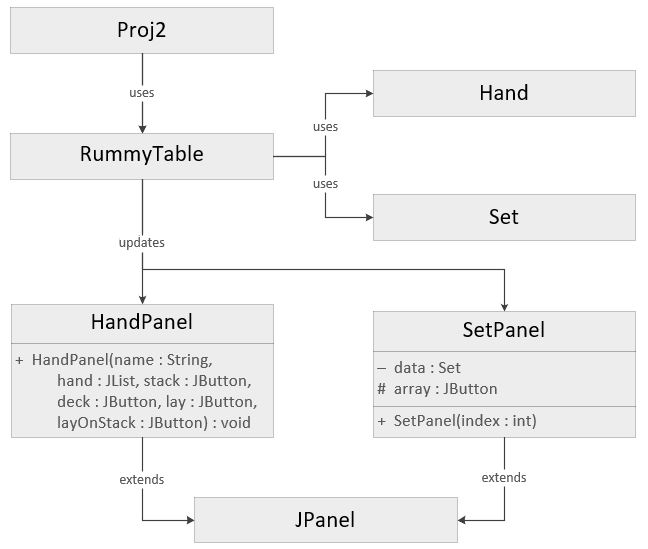 Proj2
uses
Hand
RummyTable
uses
uses
Set
updates
HandPanel
+ HandPanel(name : String,
hand : JList, stack : JButton,
deck : JButton, lay : JButton,
layOnStack : JButton) : void
SetPanel
– data : Set
# array : JButton
+ SetPanel(index : int)
extends
extends
JPanel